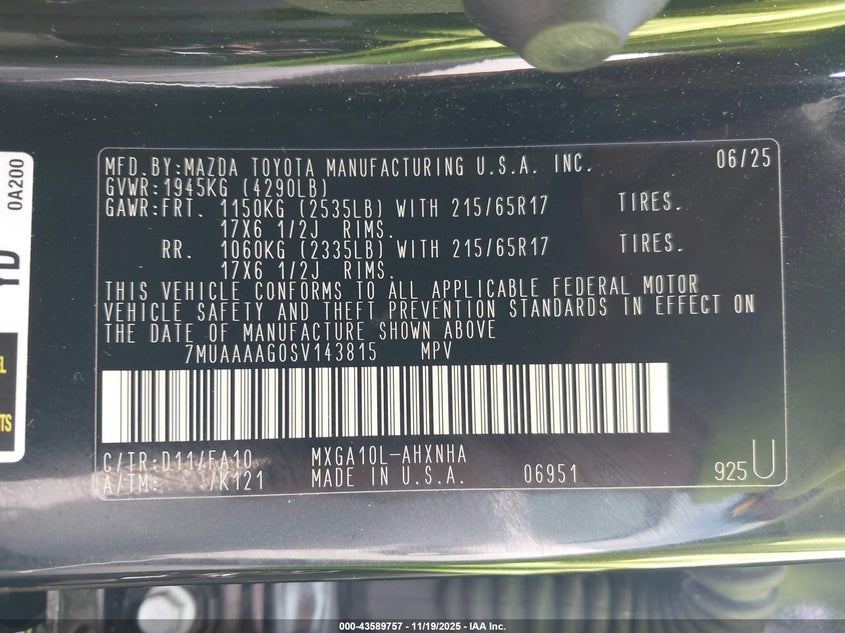 MFD.BY:MAZDA TOYOTA MANUFACTURING U.S.A. INC. 06/25
GVWR:1945KG (4290LB)
GAWR:FRT. 1150KG (2535LB) WITH 215/65R17 TIRES.
17X6 1/2J RIMS.
RR. 1060KG (2335LB) WITH 215/65R17 TIRES.
17X6 1/2J RIMS.
THIS VEHICLE CONFORMS TO ALL APPLICABLE FEDERAL MOTOR
VEHICLE SAFETY AND THEFT PREVENTION STANDARDS IN EFFECT ON
THE DATE OF MANUFACTURE SHOWN ABOVE
7MUAAAAG0SV143815 MPV
C/TR:D11/FA10 MXGA10L-AHXNHA
A/TM: /K121 MADE IN U.S.A. 06951 925U
0A200
YD
000-43589757 - 11/19/2025 - IAA Inc.